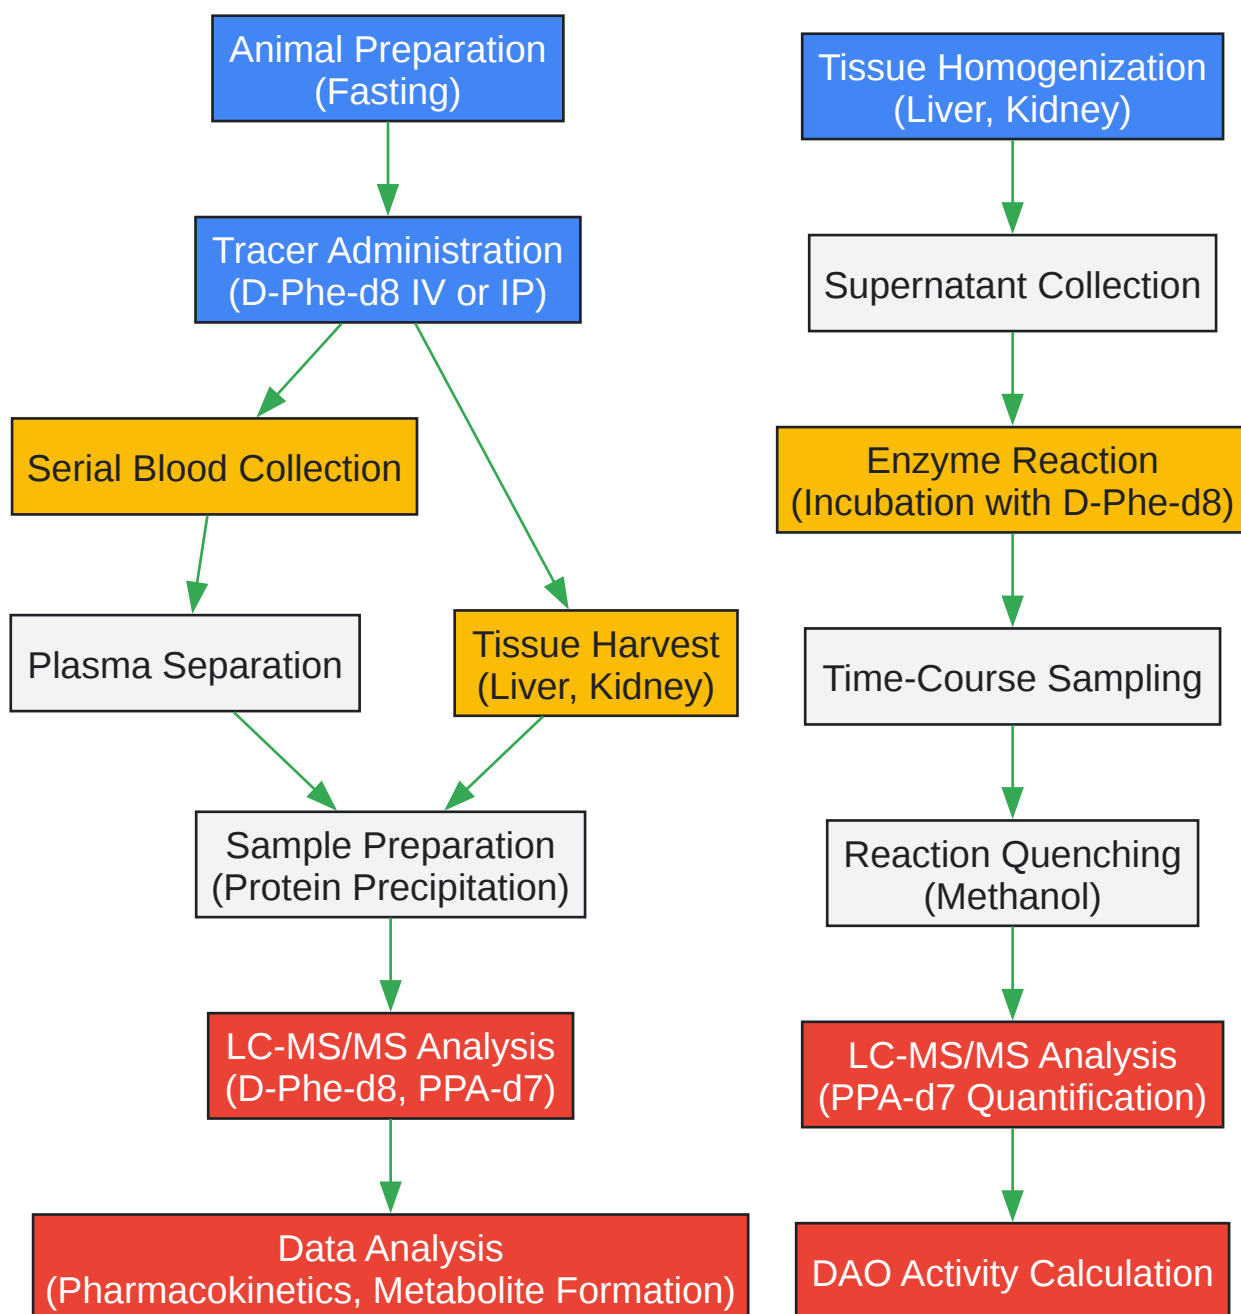 Animal Preparation
(Fasting)
Tracer Administration
(D-Phe-d8 IV or IP)
Serial Blood Collection
Plasma Separation
Tissue Harvest
(Liver, Kidney)
Sample Preparation
(Protein Precipitation)
LC-MS/MS Analysis
(D-Phe-d8, PPA-d7)
Data Analysis
(Pharmacokinetics, Metabolite Formation)
Tissue Homogenization
(Liver, Kidney)
Supernatant Collection
Enzyme Reaction
(Incubation with D-Phe-d8)
Time-Course Sampling
Reaction Quenching
(Methanol)
LC-MS/MS Analysis
(PPA-d7 Quantification)
DAO Activity Calculation